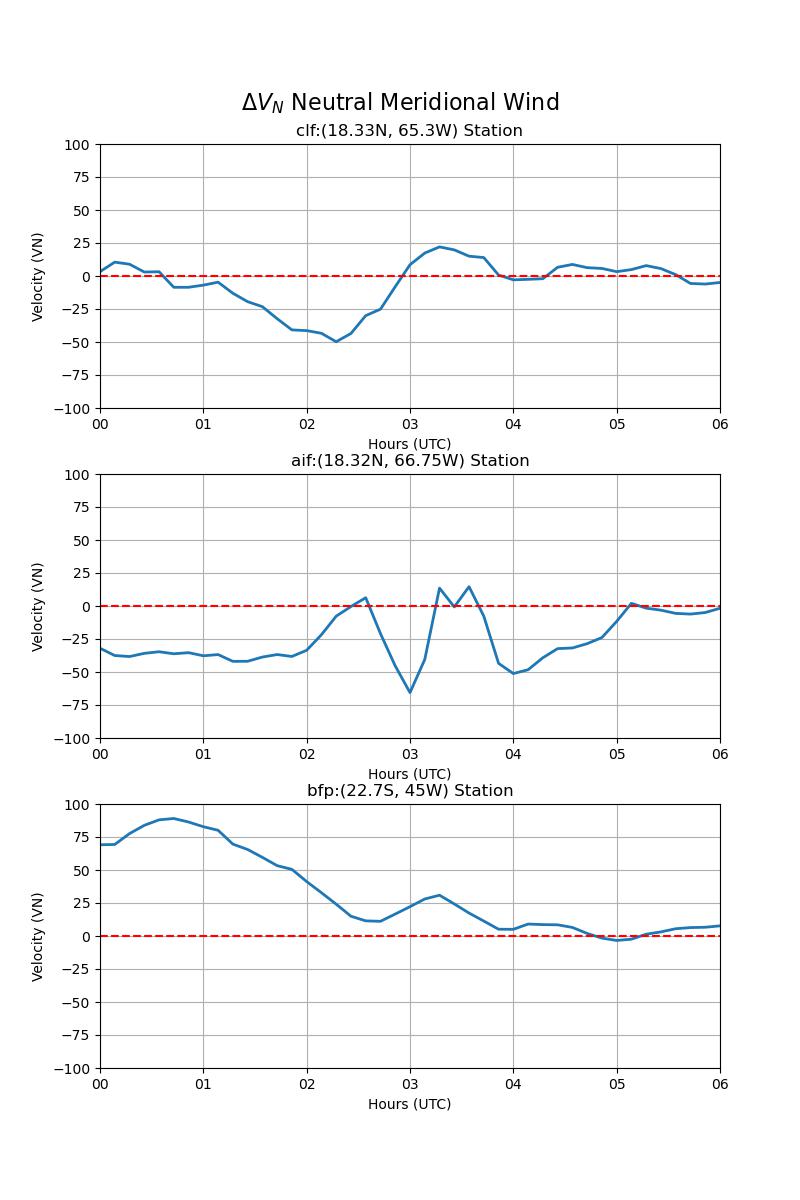 ΔV_N Neutral Meridional Wind
clf:(18.33N, 65.3W) Station
100
75
50
25
0
−25
−50
−75
−100
Velocity (VN)
00 01 02 03 04 05 06
Hours (UTC)
aif:(18.32N, 66.75W) Station
100
75
50
25
0
−25
−50
−75
−100
Velocity (VN)
00 01 02 03 04 05 06
Hours (UTC)
bfp:(22.7S, 45W) Station
100
75
50
25
0
−25
−50
−75
−100
Velocity (VN)
00 01 02 03 04 05 06
Hours (UTC)